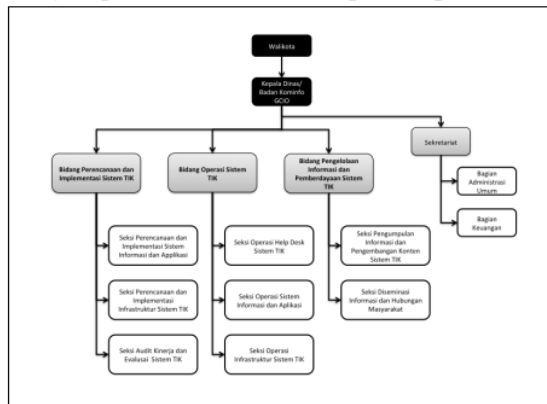 Walikota
Kepala Dinas/
Badan Kominfo
GCIO
Sekretariat
Bidang Perencanaan dan
Implementasi Sistem TIK
Bidang Operasi Sistem
TIK
Bidang Pengelolaan
Informasi dan
Pemberdayaan Sistem
TIK
Bagian
Administrasi
Umum
Bagian
Keuangan
Seksi Perencanaan dan
Implementasi Sistem
Informasi dan Applikasi
Seksi Operasi Help Desk
Sistem TIK
Seksi Pengumpulan
Informasi dan
Pengembangan Konten
Sistem TIK
Seksi Perencanaan dan
Implementasi
Infrastruktur Sistem TIK
Seksi Operasi Sistem
Informasi dan Aplikasi
Seksi Diseminasi
Informasi dan Hubungan
Masyarakat
Seksi Audit Kinerja dan
Evaluasi Sistem TIK
Seksi Operasi
Infrastruktur Sistem TIK